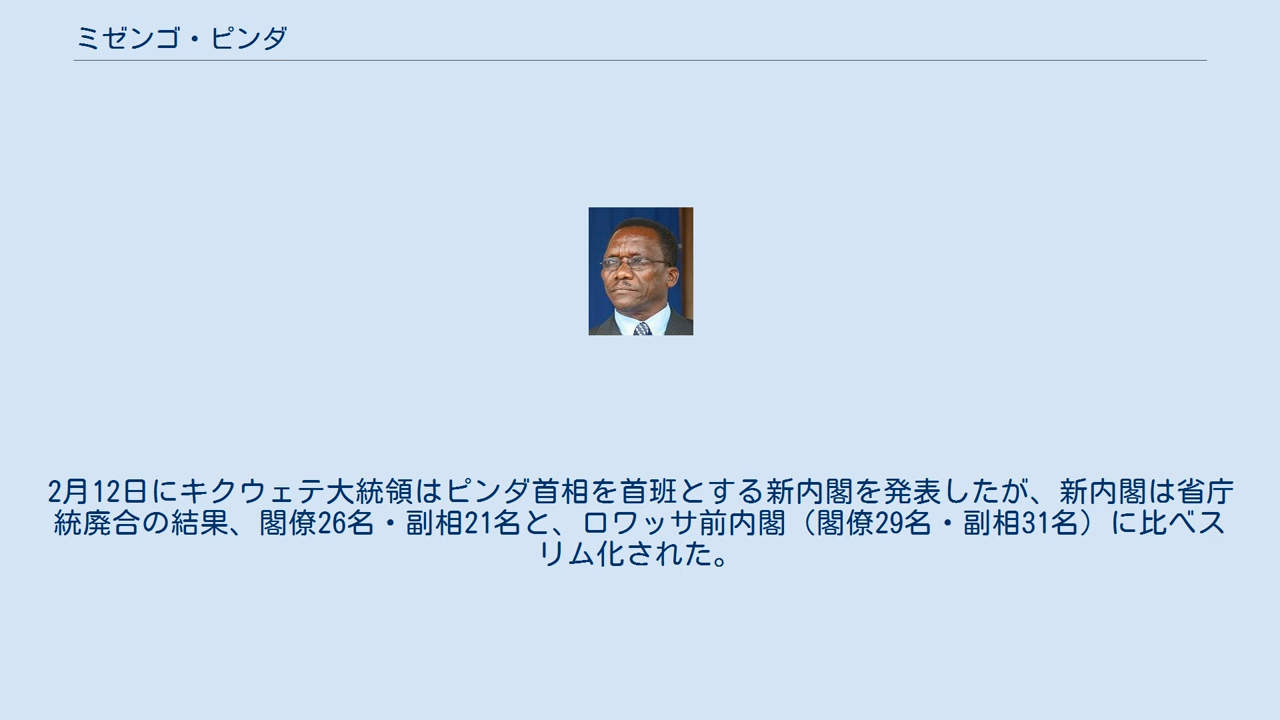 ミゼンゴ・ピンダ
2月12日にキクウェテ大統領はピンダ首相を首班とする新内閣を発表したが、新内閣は省庁
統廃合の結果、閣僚26名・副相21名と、ロワッサ前内閣（閣僚29名・副相31名）に比べス
リム化された。